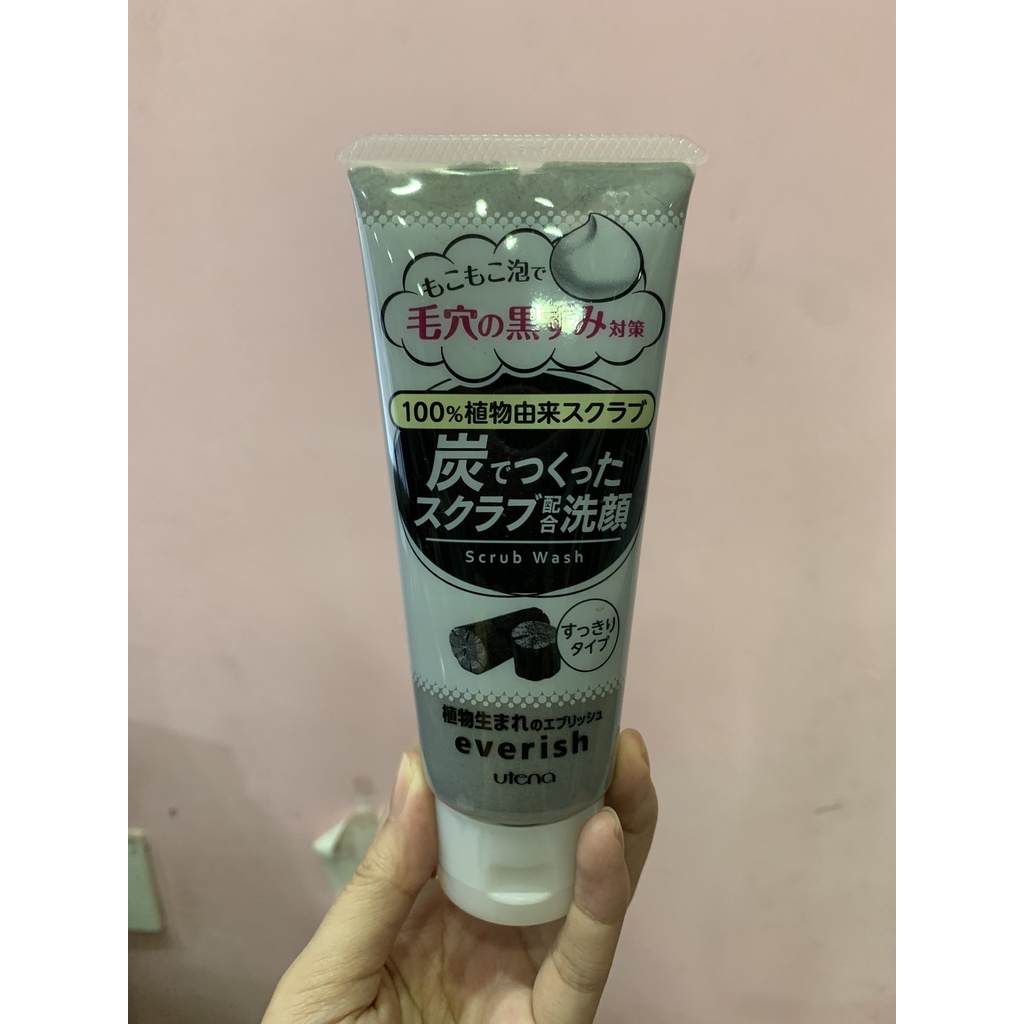 もこもこ泡で
毛穴の黒ずみ対策
100%植物由来スクラブ
炭でつくった
スクラブ配合洗顔
Scrub Wash
すっきり
タイプ
植物生まれのエブリッシュ
everish
utena